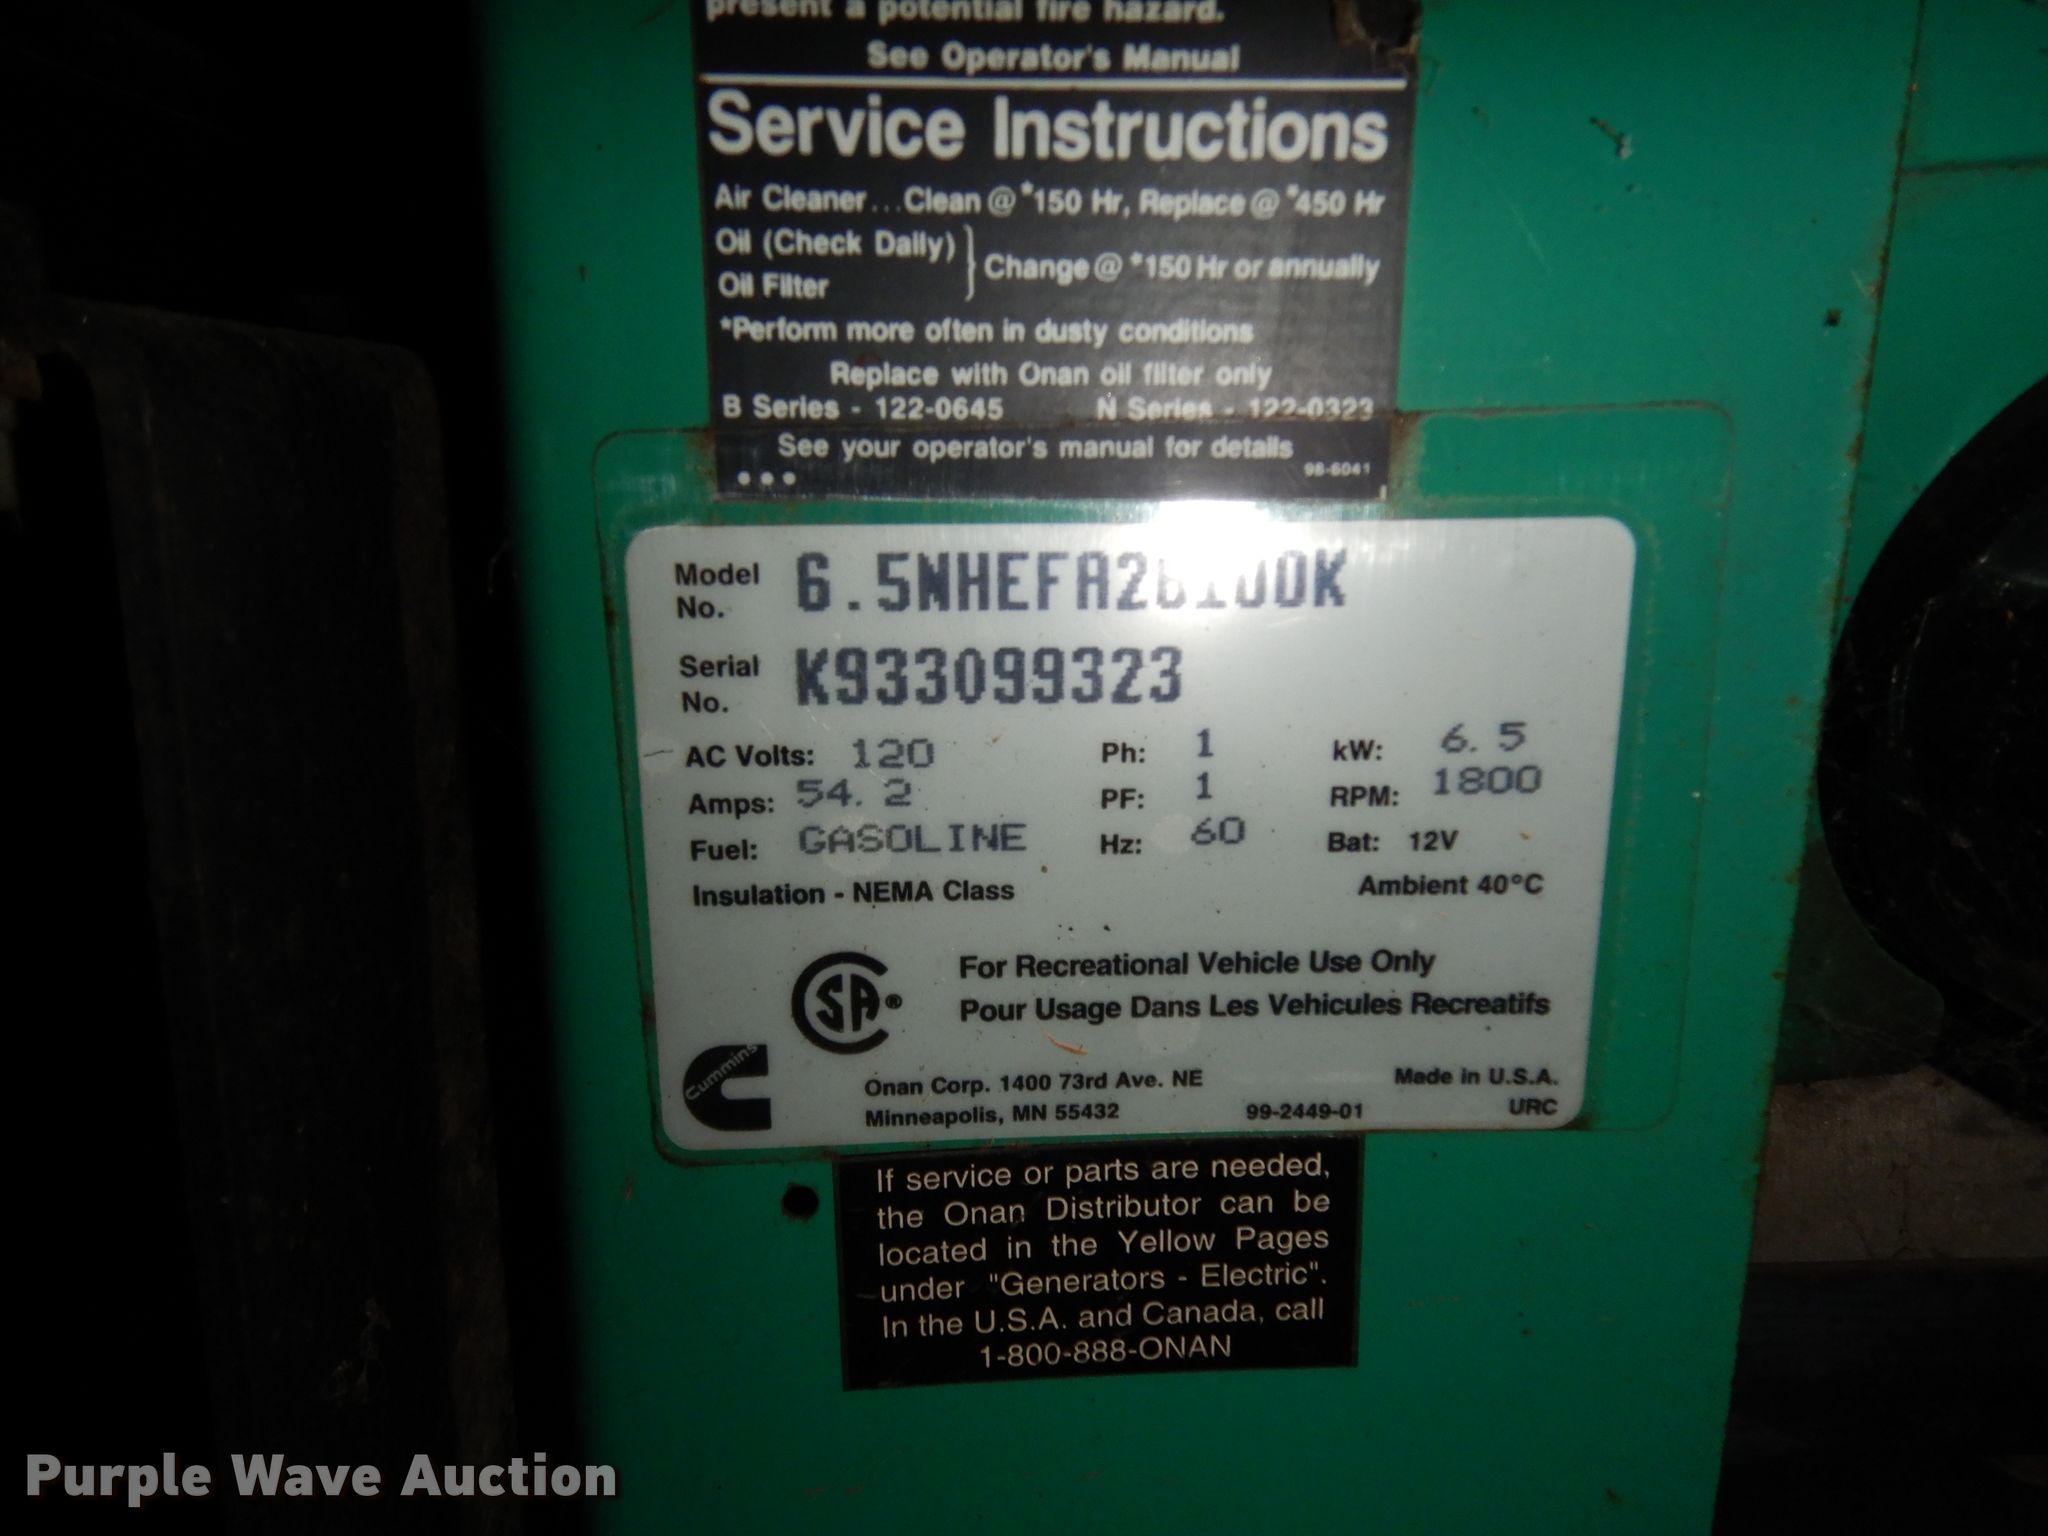 present a potential fire hazard.
See Operator's Manual
Service Instructions
Air Cleaner...Clean @ *150 Hr, Replace @ *450 Hr
Oil (Check Daily)
Oil Filter
Change @ *150 Hr or annually
*Perform more often in dusty conditions
Replace with Onan oil filter only
B Series - 122-0645 N Series - 122-0323
See your operator's manual for details
98-6041
Model No.
Serial No. K933099323
AC Volts: 120 Ph: 1 kW: 6.5
Amps: 54.2 PF: 1 RPM: 1800
Fuel: GASOLINE Hz: 60 Bat: 12V
Insulation - NEMA Class Ambient 40°C
SA®
For Recreational Vehicle Use Only
Pour Usage Dans Les Vehicules Recreatifs
Cummins
Onan Corp. 1400 73rd Ave. NE Made in U.S.A.
Minneapolis, MN 55432 99-2449-01 URC
If service or parts are needed,
the Onan Distributor can be
located in the Yellow Pages
under "Generators - Electric".
In the U.S.A. and Canada, call
1-800-888-ONAN
Purple Wave Auction